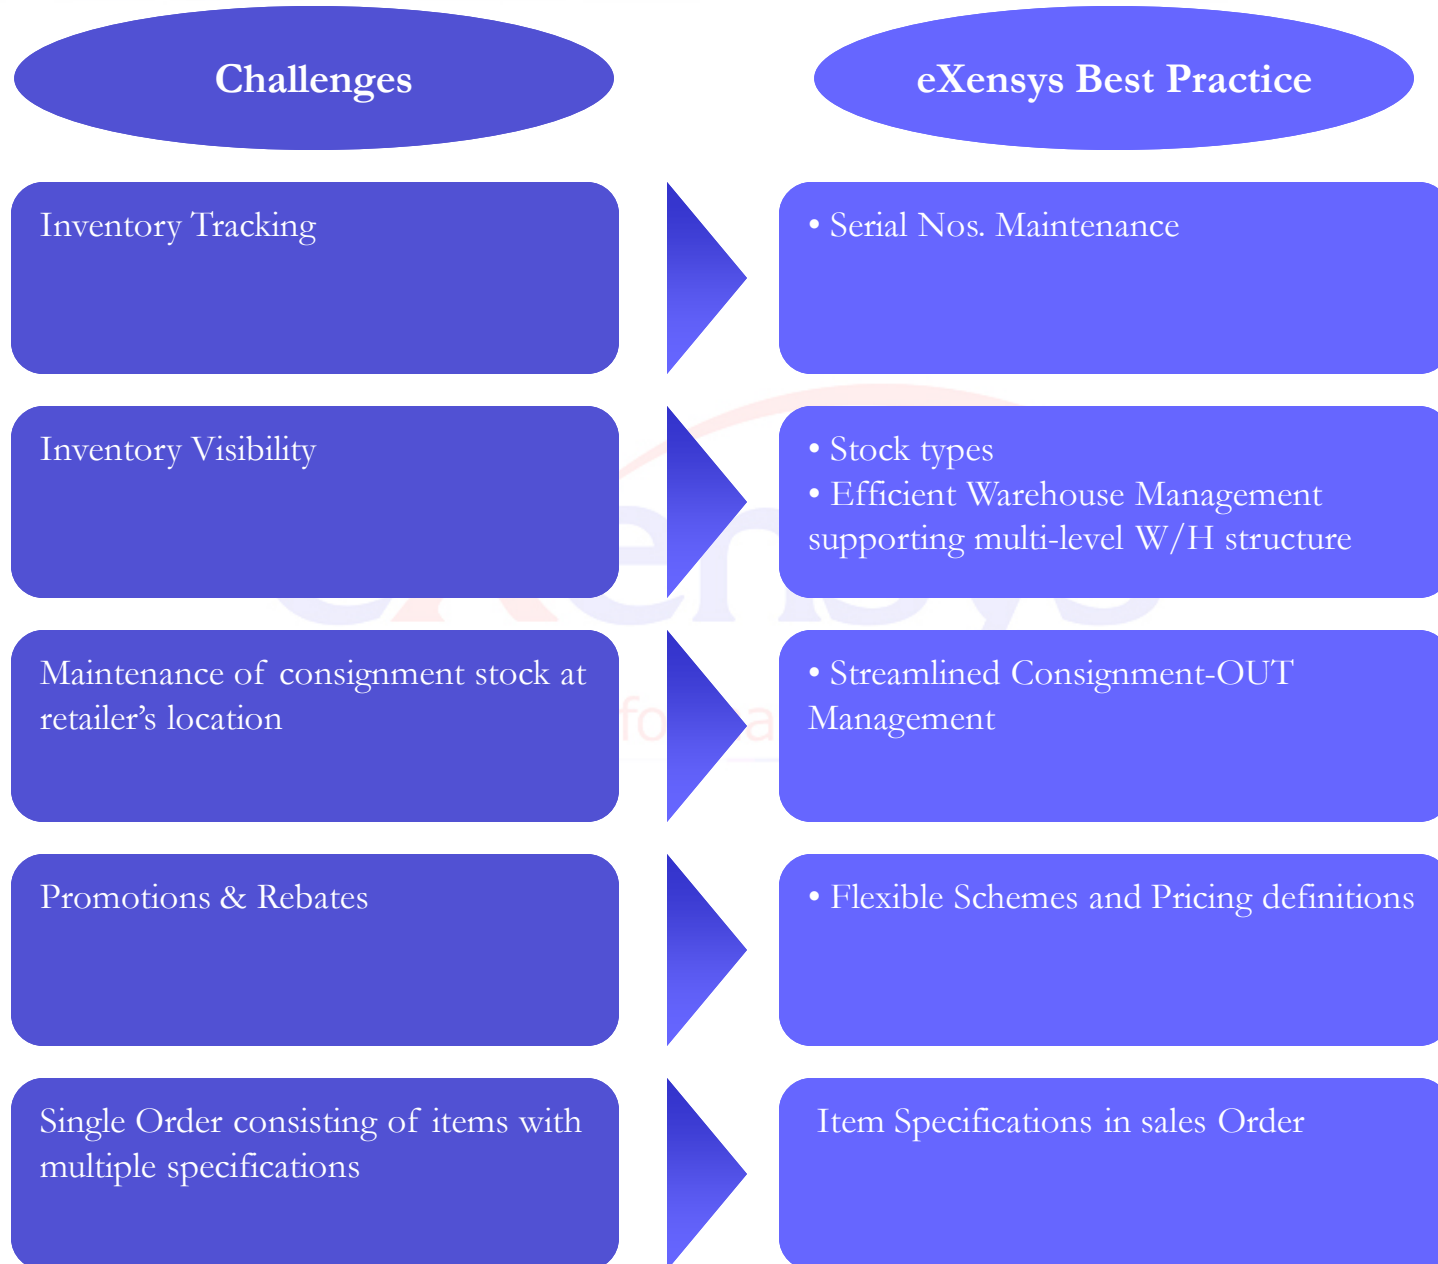 Challenges
eXensys Best Practice
Inventory Tracking
• Serial Nos. Maintenance
Inventory Visibility
• Stock types
• Efficient Warehouse Management
supporting multi-level W/H structure
Maintenance of consignment stock at
retailer’s location
• Streamlined Consignment-OUT
Management
Promotions & Rebates
• Flexible Schemes and Pricing definitions
Single Order consisting of items with
multiple specifications
Item Specifications in sales Order